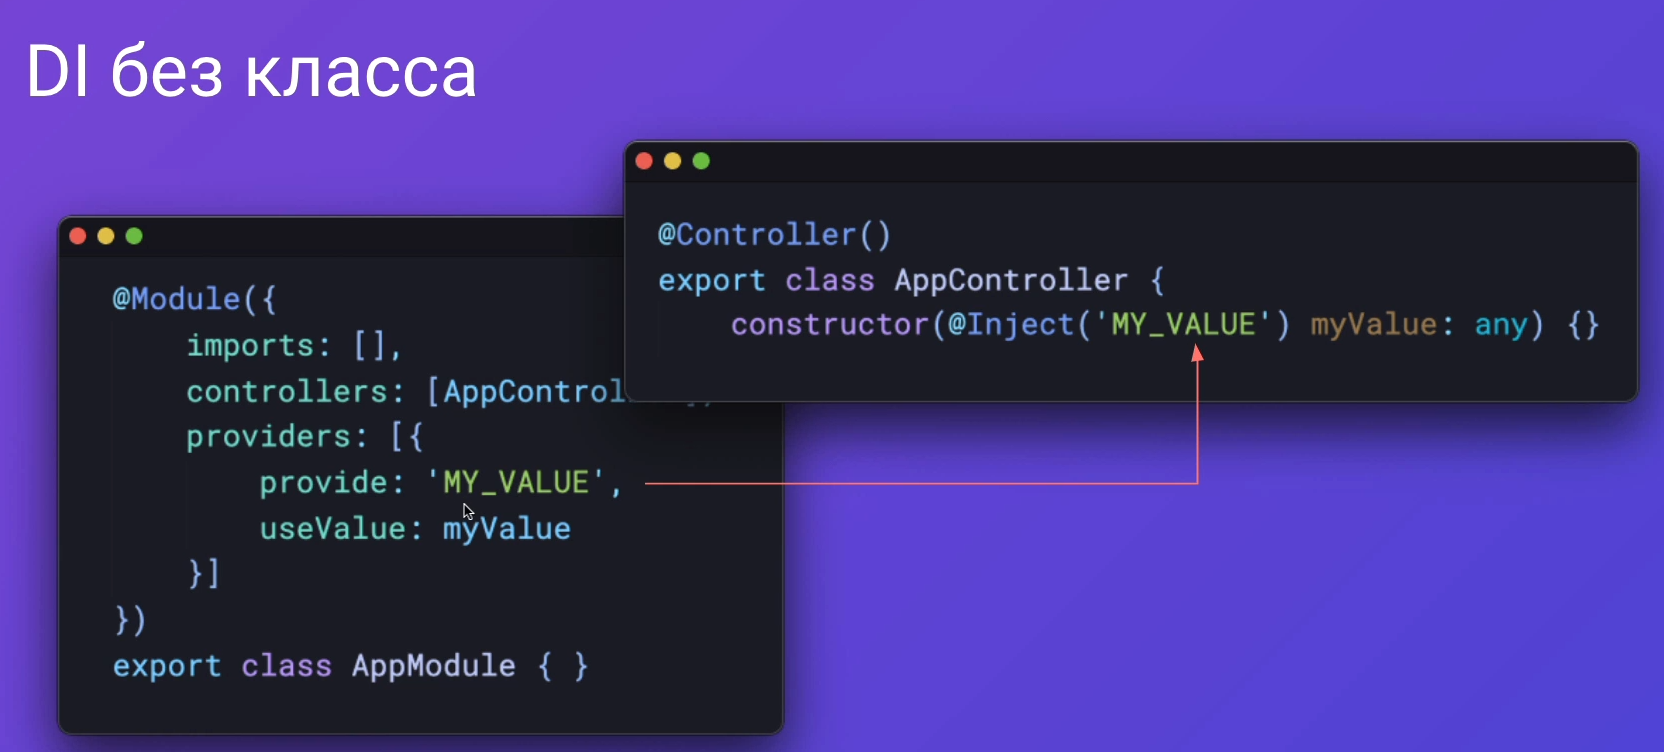 DI без класса
@Module({
imports: [],
controllers: [AppControl
providers: [{
provide: 'MY_VALUE',
useValue: myValue
}]
})
export class AppModule { }
@Controller()
export class AppController {
constructor(@Inject('MY_VALUE') myValue: any) {}